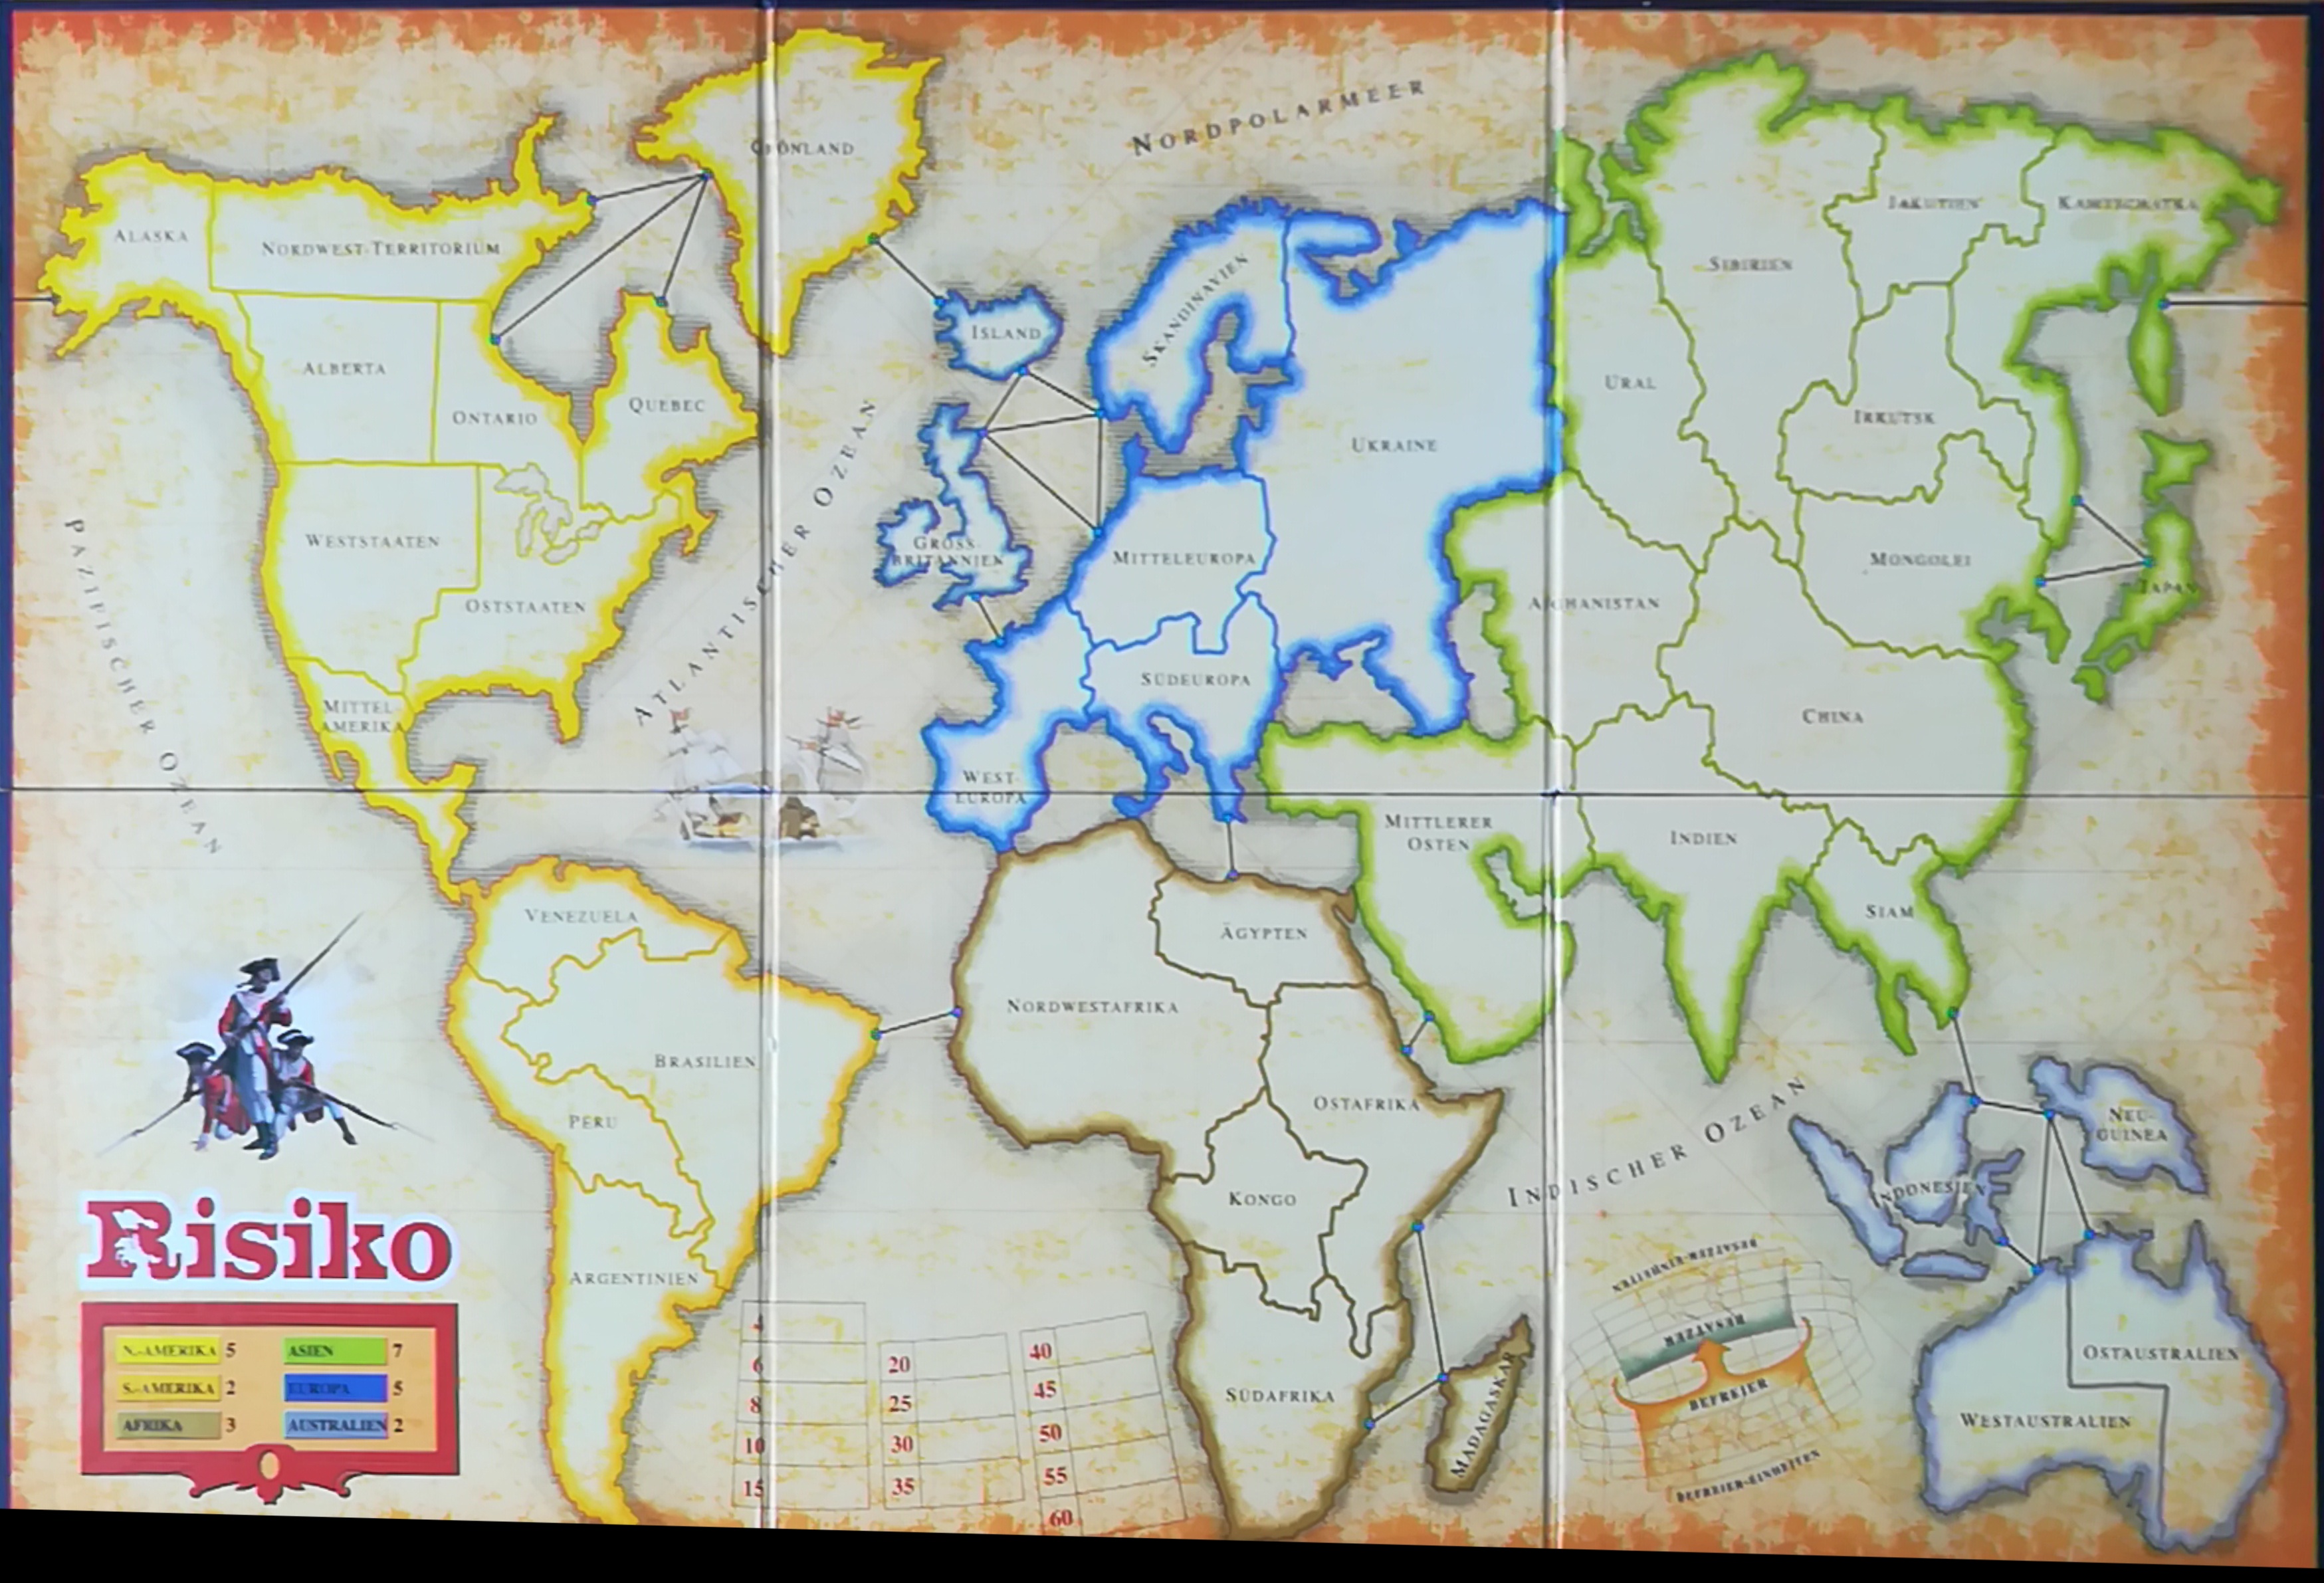 NORDPOLARMEER
GRÖNLAND
ALASKA
NORDWEST-TERRITORIUM
JAKUTIEN
KAMTSCHATKA
SIBIRIEN
SKANDINAVIEN
ISLAND
ALBERTA
ONTARIO
QUEBEC
URAL
IRKUTSK
UKRAINE
WESTSTAATEN
OSTSTAATEN
GROSS-
BRITANNIEN
MITTELEUROPA
MONGOLEI
JAPAN
AFGHANISTAN
PAZIFISCHER OZEAN
ATLANTISCHER OZEAN
MITTEL-
AMERIKA
SÜDEUROPA
CHINA
WEST-
EUROPA
MITTLERER
OSTEN
INDIEN
SIAM
VENEZUELA
ÄGYPTEN
NORDWESTAFRIKA
BRASILIEN
PERU
OSTAFRIKA
INDISCHER OZEAN
NEU-
GUINEA
KONGO
INDONESIEN
ARGENTINIEN
SÜDAFRIKA
MADAGASKAR
OSTAUSTRALIEN
WESTAUSTRALIEN
Risiko
N.-AMERIKA 5
ASIEN 7
S.-AMERIKA 2
EUROPA 5
AFRIKA 3
AUSTRALIEN 2
4
6
8
10
15
20
25
30
35
40
45
50
55
60
BESATZER-EINHEITEN
BESATZER
BEFREIER
BEFREIER-EINHEITEN